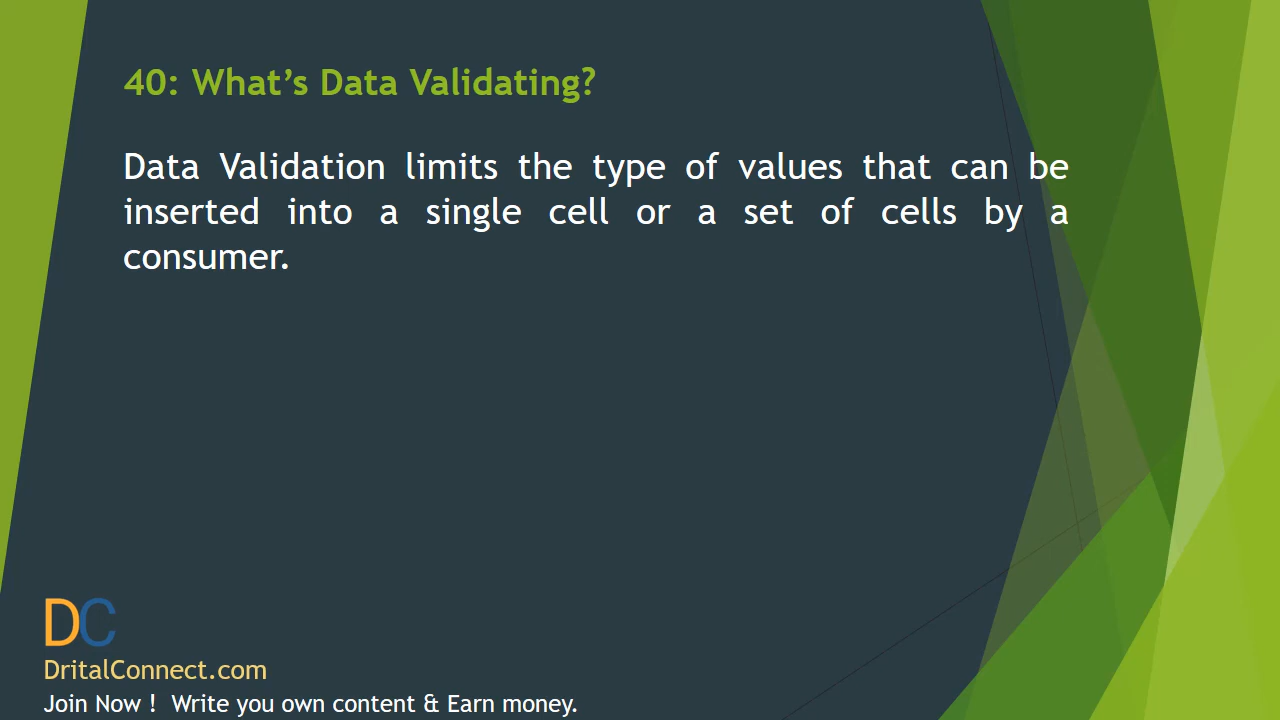 40: What’s Data Validating?
Data Validation limits the type of values that can be
inserted into a single cell or a set of cells by a
consumer.
DC
DritalConnect.com
Join Now !  Write you own content & Earn money.